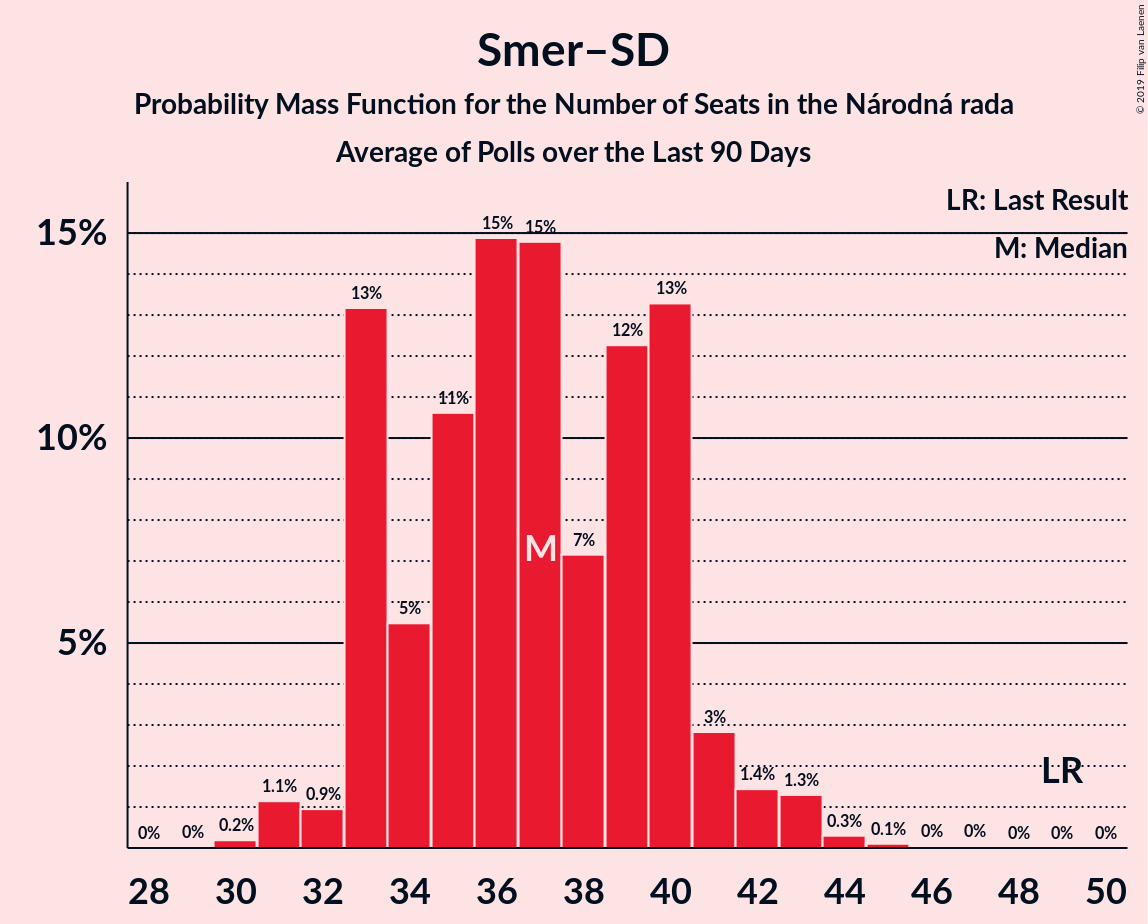 Smer–SD
Probability Mass Function for the Number of Seats in the Národná rada
Average of Polls over the Last 90 Days
© 2019 Filip van Laenen
LR: Last Result
M: Median
15%
10%
5%
0% 0% 0.2% 1.1% 0.9% 13% 5% 11% 15% 15% 7% 12% 13% 3% 1.4% 1.3% 0.3% 0.1% 0% 0% 0% 0% 0%
M
LR
28 30 32 34 36 38 40 42 44 46 48 50